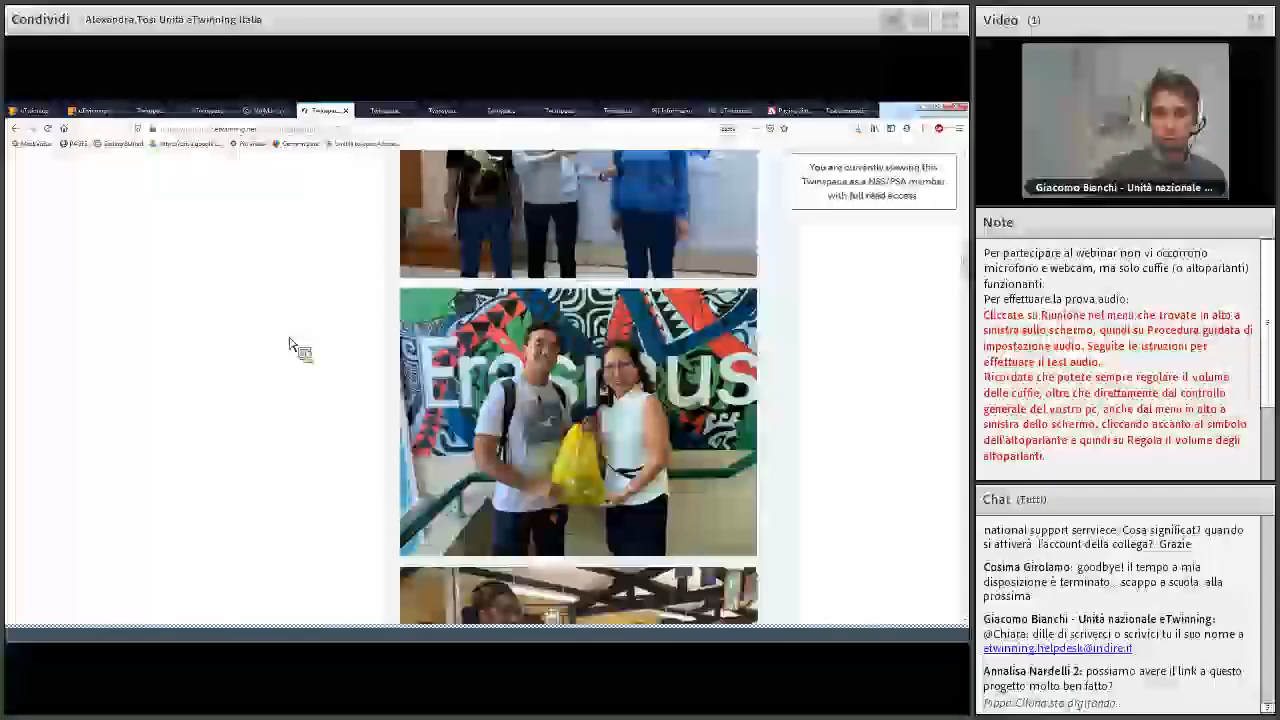 Condividi Alexandra Tosi Unità eTwinning Italia
You are currently viewing this
Twinspace as a NSS/PSA member
with full read access
Erasmus
Video (1)
Giacomo Bianchi - Unità nazionale ...
Note
Per partecipare al webinar non vi occorrono
microfono e webcam, ma solo cuffie (o altoparlanti)
funzionanti.
Per effettuare la prova audio:
Cliccate su Riunione nel menu che trovate in alto a
sinistra sullo schermo, quindi su Procedura guidata di
impostazione audio. Seguite le istruzioni per
effettuare il test audio.
Ricordate che potete sempre regolare il volume
delle cuffie, oltre che direttamente dal controllo
generale del vostro pc, anche dal menu in alto a
sinistra dello schermo, cliccando accanto al simbolo
dell'altoparlante e quindi su Regola il volume degli
altoparlanti.
Chat (Tutti)
national support serrviece. Cosa significat? quando
si attiverà l'account della collega? Grazie
Cosima Girolamo: goodbye! il tempo a mia
disposizione è terminato.. scappo a scuola alla
prossima
Giacomo Bianchi - Unità nazionale eTwinning:
@Chiara: dille di scriverci o scrivici tu il suo nome a
etwinning.helpdesk@indire.it
Annalisa Nardelli 2: possiamo avere il link a questo
progetto molto ben fatto?
sta digitando..